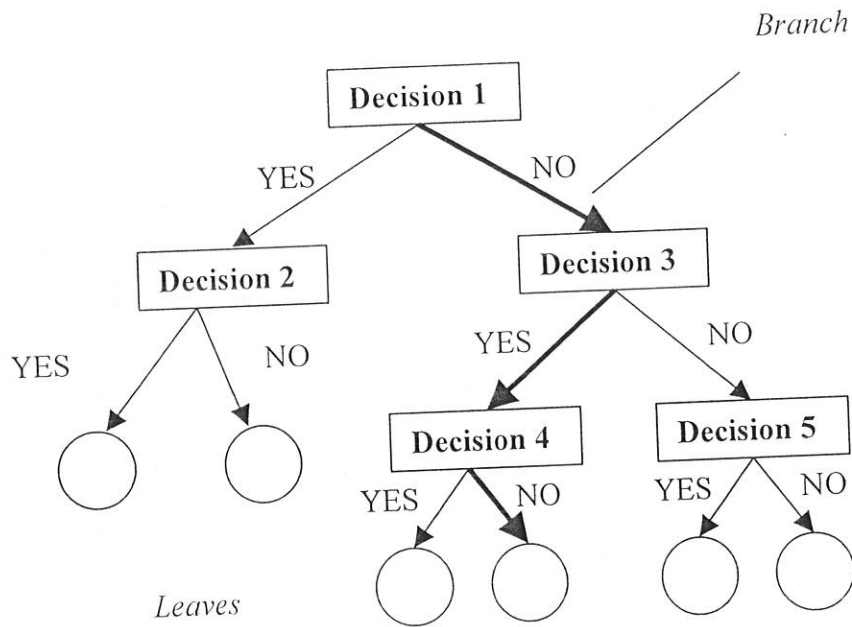 Branch
Decision 1
YES
NO
Decision 2
Decision 3
YES
NO
YES
NO
Decision 4
Decision 5
YES
NO
YES
NO
Leaves